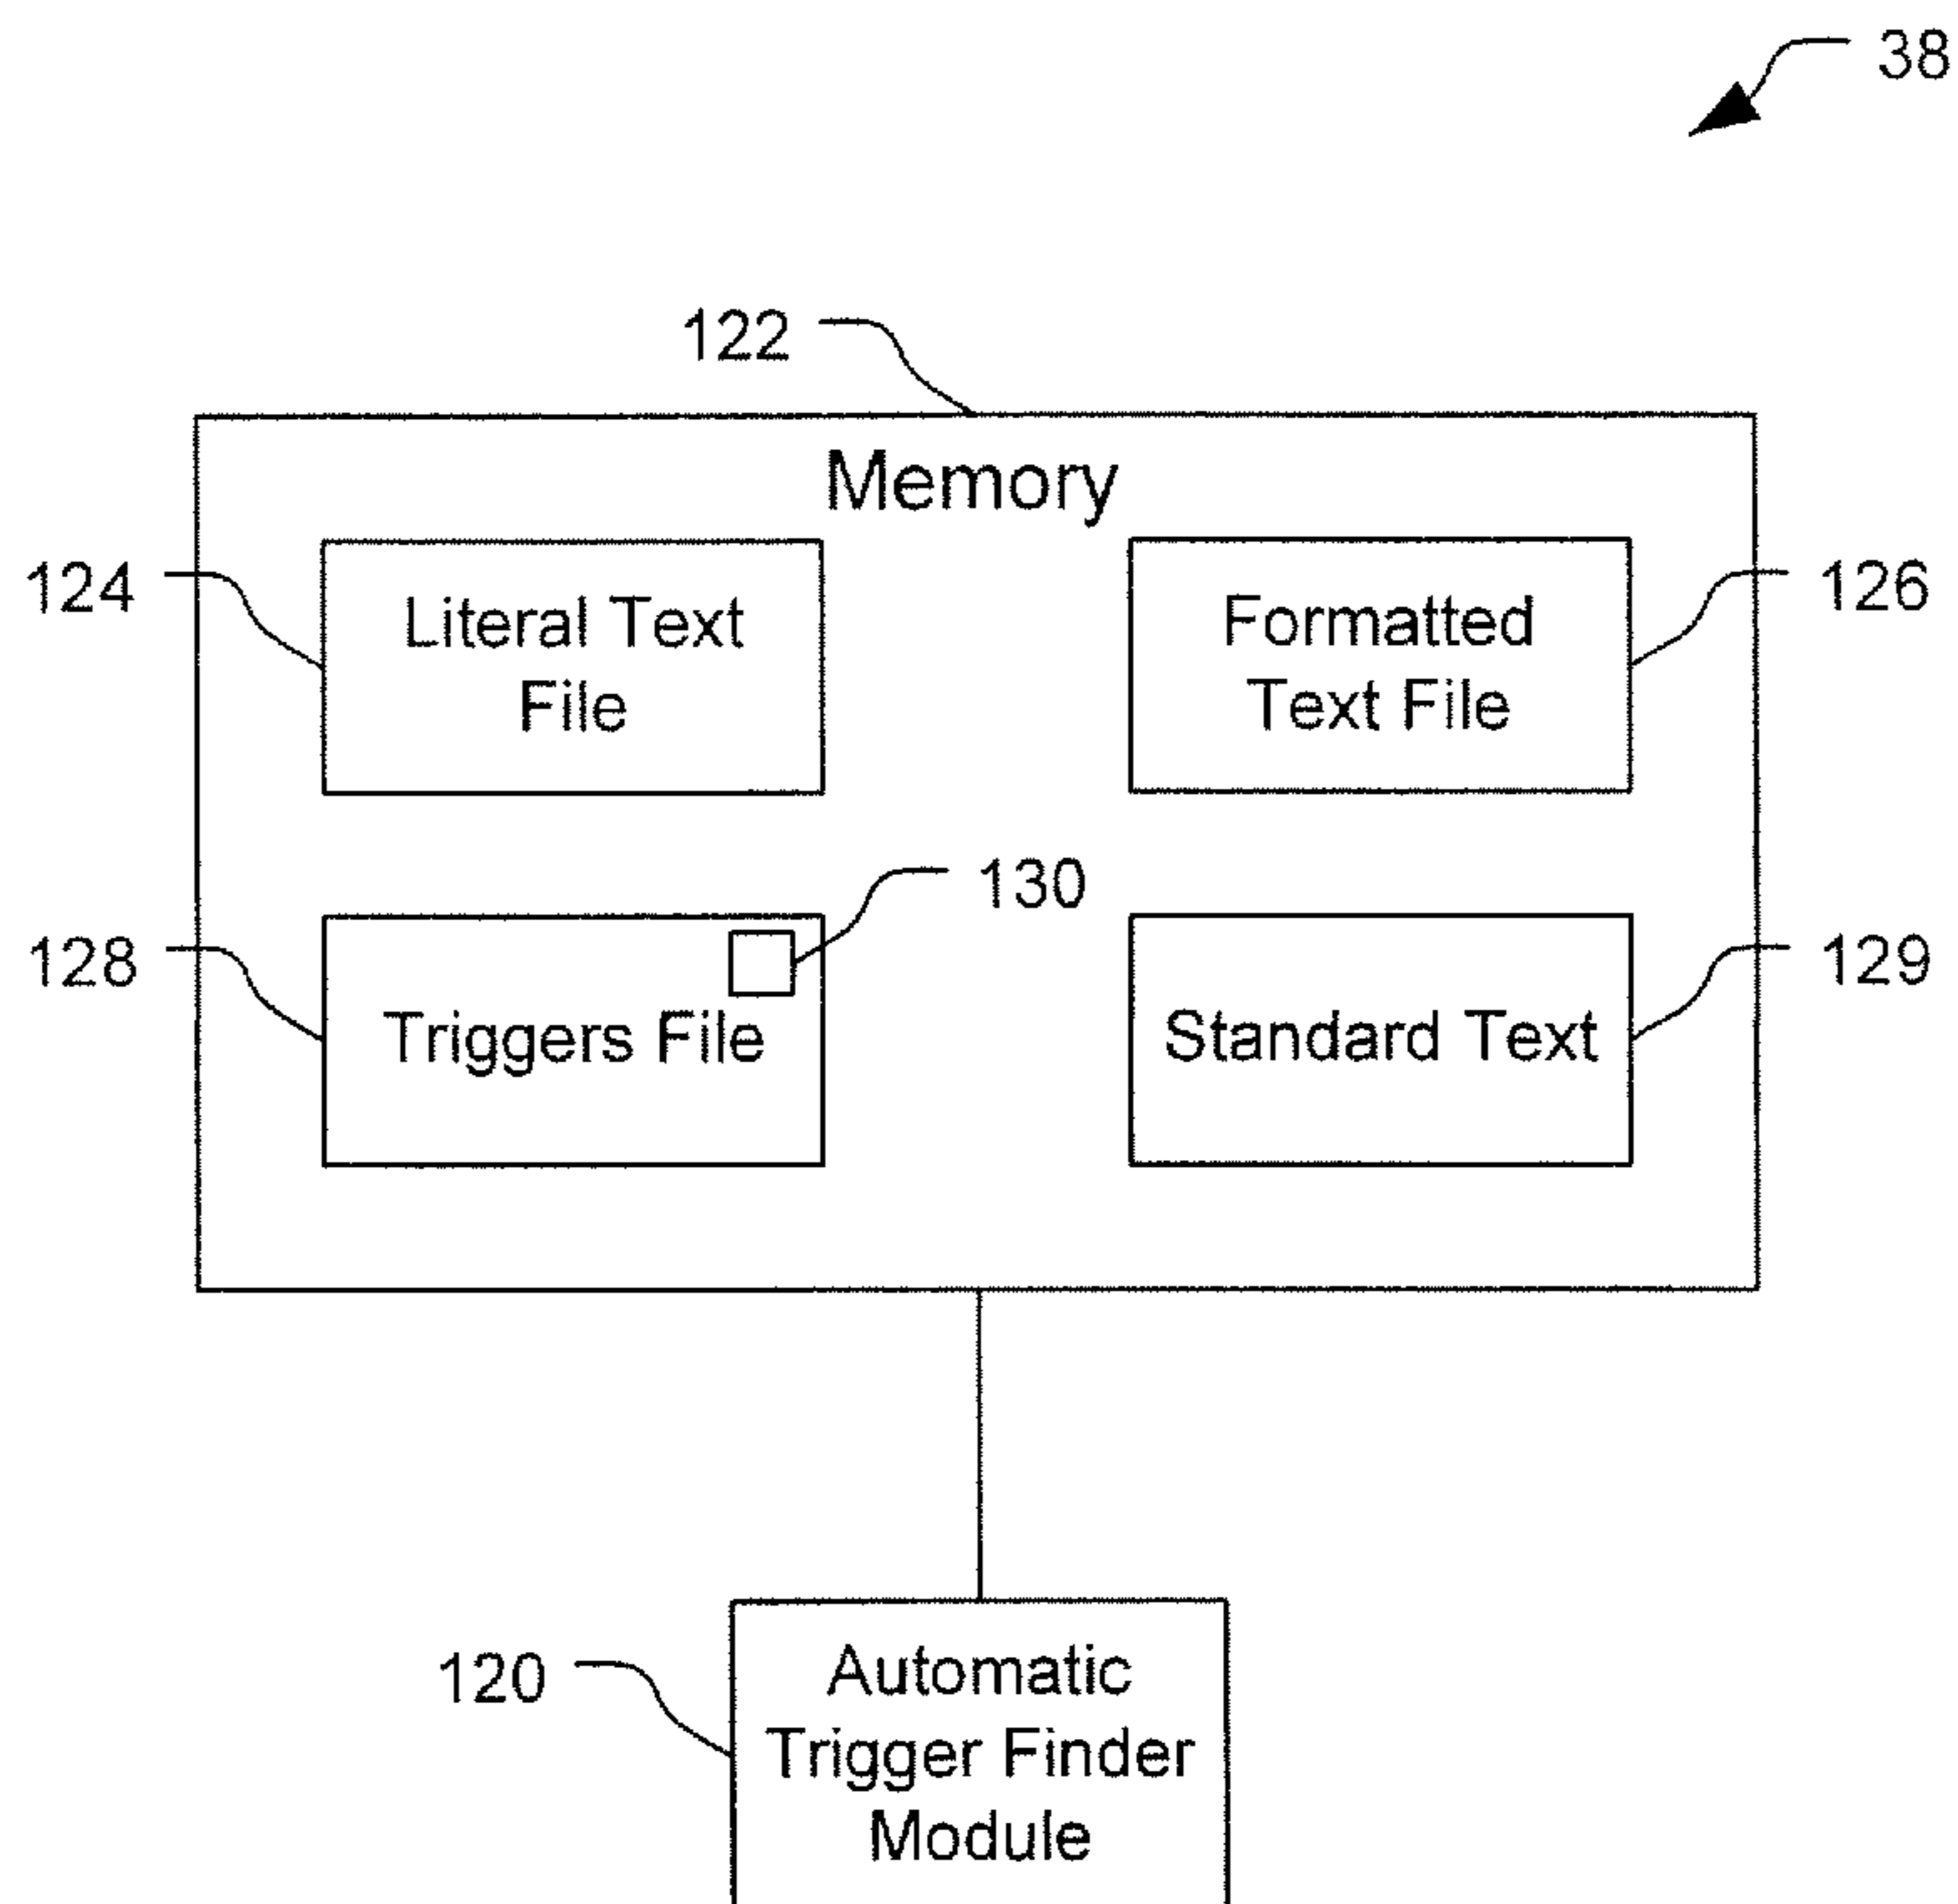 38
122
Memory
124
Literal Text
File
Formatted
Text File
126
130
128
Triggers File
Standard Text
129
120
Automatic
Trigger Finder
Module